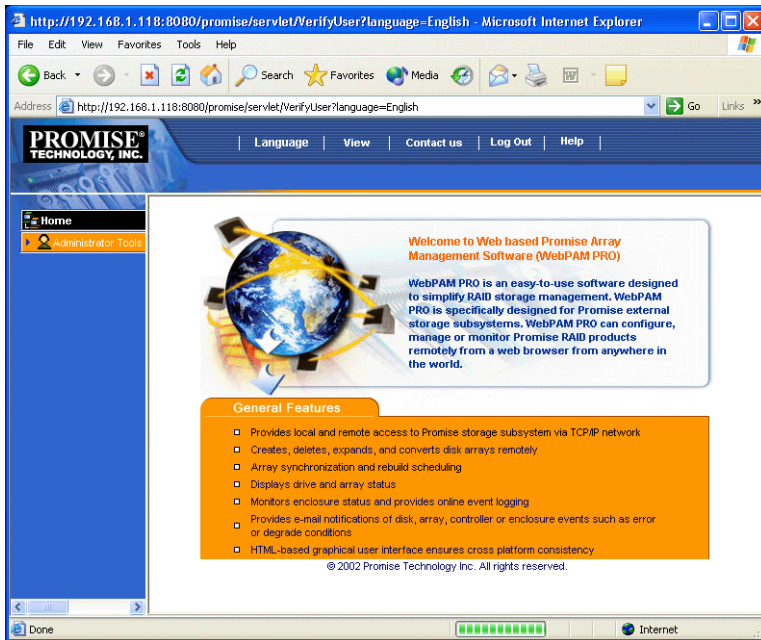 http://192.168.1.118:8080/promise/servlet/VerifyUser?language=English - Microsoft Internet Explorer
File Edit View Favorites Tools Help
Back Search Favorites Media
Address http://192.168.1.118:8080/promise/servlet/VerifyUser?language=English Go Links »
PROMISE®
TECHNOLOGY, INC.
| Language | View | Contact us | Log Out | Help |
Home
Administrator Tools
Welcome to Web based Promise Array
Management Software (WebPAM PRO)
WebPAM PRO is an easy-to-use software designed
to simplify RAID storage management. WebPAM
PRO is specifically designed for Promise external
storage subsystems. WebPAM PRO can configure,
manage or monitor Promise RAID products
remotely from a web browser from anywhere in
the world.
General Features
Provides local and remote access to Promise storage subsystem via TCP/IP network
Creates, deletes, expands, and converts disk arrays remotely
Array synchronization and rebuild scheduling
Displays drive and array status
Monitors enclosure status and provides online event logging
Provides e-mail notifications of disk, array, controller or enclosure events such as error
or degrade conditions
HTML-based graphical user interface ensures cross platform consistency
© 2002 Promise Technology Inc. All rights reserved.
Done Internet